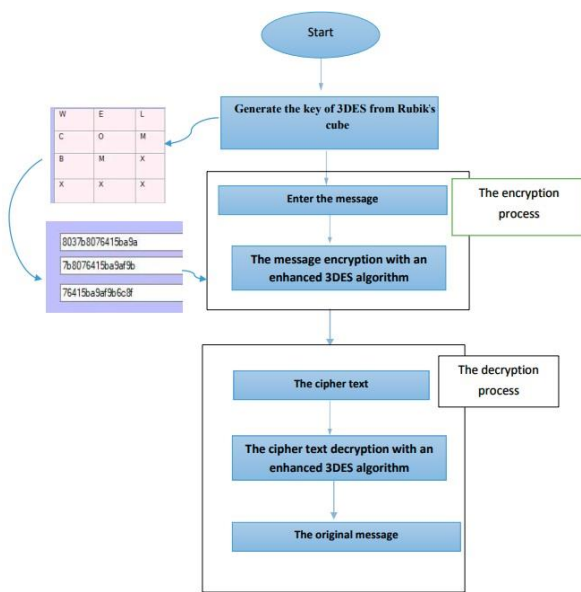 Start
Generate the key of 3DES from Rubik's
cube
W E L
C O M
B M X
X X X
Enter the message
The encryption
process
8037b8076415ba9a
7b8076415ba9af9b
76415ba9af9b6c8f
The message encryption with an
enhanced 3DES algorithm
The decryption
process
The cipher text
The cipher text decryption with an
enhanced 3DES algorithm
The original message